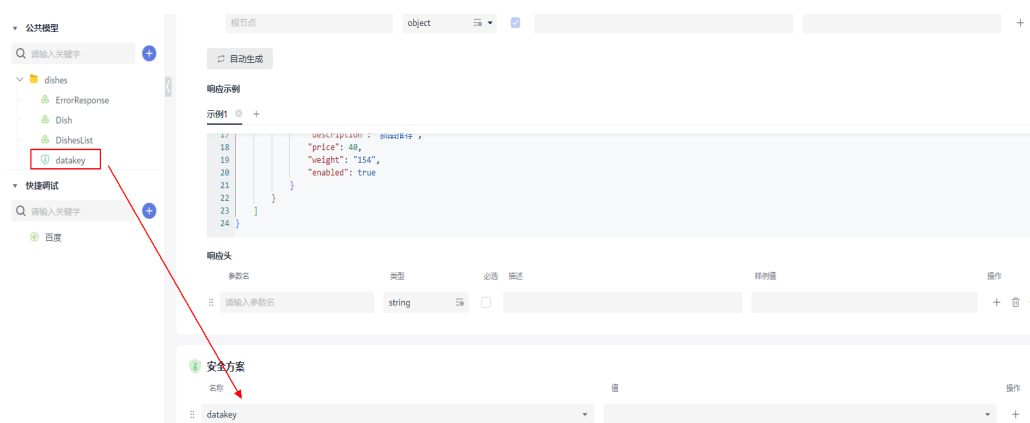 公共模型
请输入关键字
dishes
ErrorResponse
Dish
DishesList
datakey
快捷调试
请输入关键字
百度
根节点 object
自动生成
响应示例
示例1
17 "description":
18 "price": 40,
19 "weight": "154",
20 "enabled": true
21 }
22 }
23 ]
24 }
响应头
参数名 类型 必选 描述 样例值 操作
请输入参数名 string
安全方案
名称 值 操作
datakey